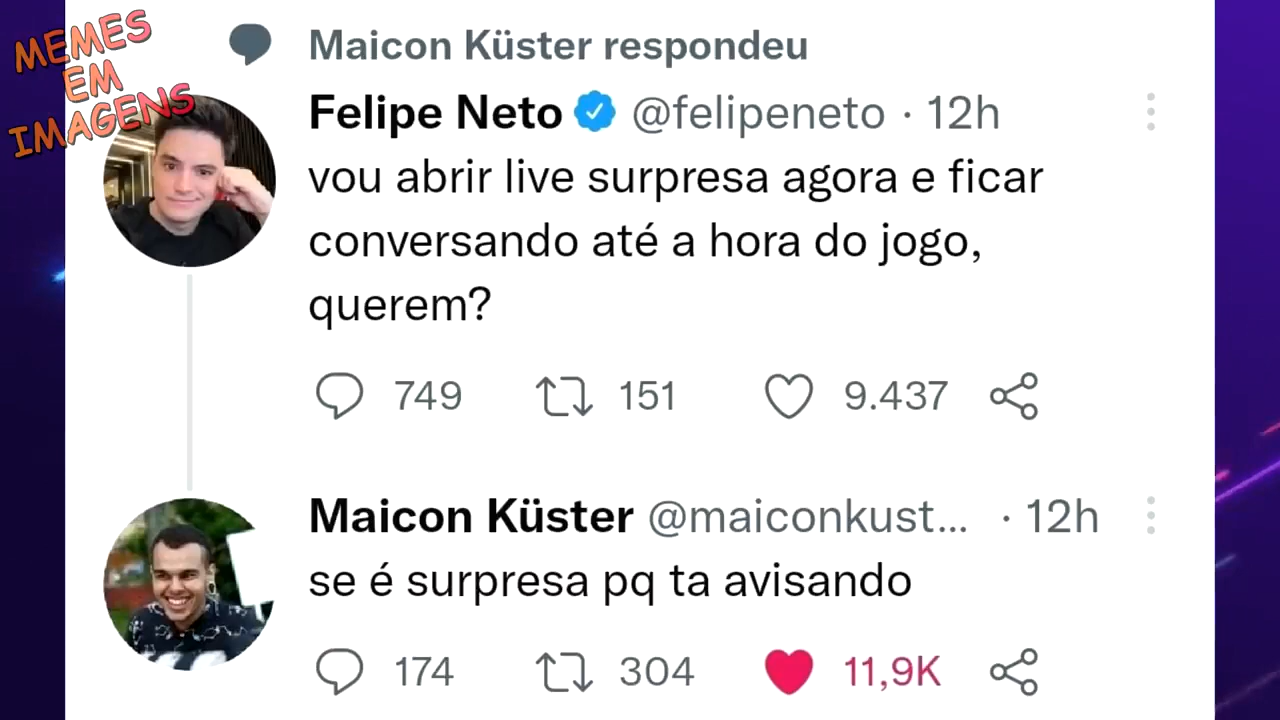 MEMES
EM
IMAGENS
Maicon Küster respondeu
Felipe Neto @felipeneto · 12h
vou abrir live surpresa agora e ficar
conversando até a hora do jogo,
querem?
749 151 9.437
Maicon Küster @maiconkust... · 12h
se é surpresa pq ta avisando
174 304 11,9K